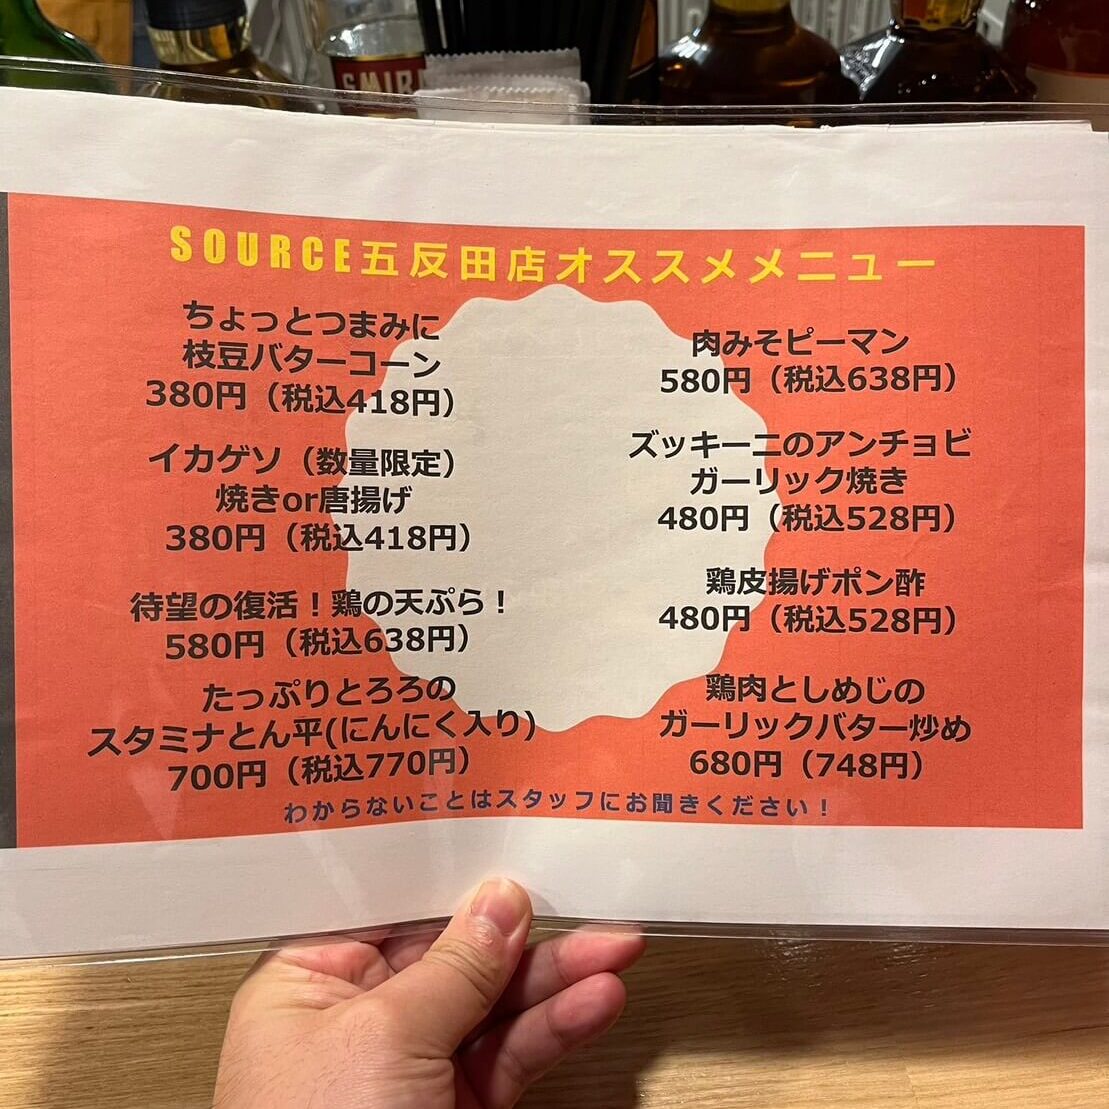 SMIR
SOURCE五反田店オススメメニュー
ちょっとつまみに
枝豆バターコーン
380円（税込418円）
イカゲソ（数量限定）
焼きor唐揚げ
380円（税込418円）
待望の復活！鶏の天ぷら！
580円（税込638円）
たっぷりとろろの
スタミナとん平(にんにく入り)
700円（税込770円）
肉みそピーマン
580円（税込638円）
ズッキーニのアンチョビ
ガーリック焼き
480円（税込528円）
鶏皮揚げポン酢
480円（税込528円）
鶏肉としめじの
ガーリックバター炒め
680円（748円）
わからないことはスタッフにお聞きください！